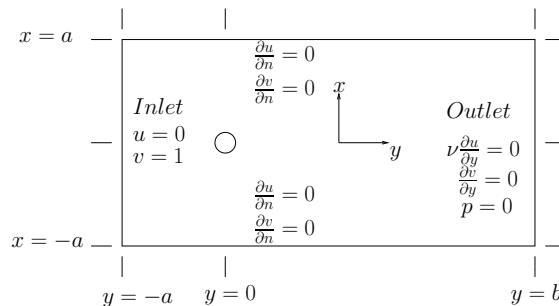 x = a
∂u/∂n = 0
∂v/∂n = 0
x
y
Inlet
u = 0
v = 1
Outlet
ν ∂u/∂y = 0
∂v/∂y = 0
p = 0
∂u/∂n = 0
∂v/∂n = 0
x = −a
y = −a
y = 0
y = b